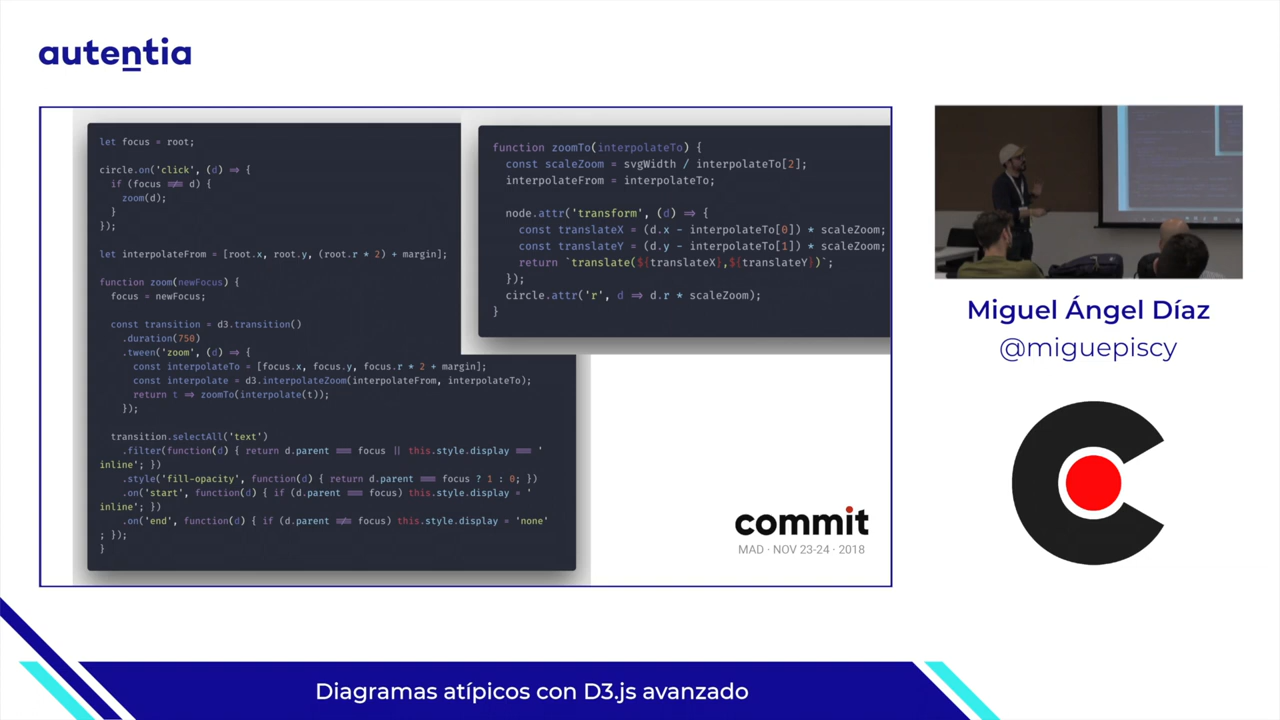 autentia
let focus = root;
circle.on('click', (d) => {
if (focus !== d) {
zoom(d);
}
});
let interpolateFrom = [root.x, root.y, (root.r * 2) + margin];
function zoom(newFocus) {
focus = newFocus;
const transition = d3.transition()
.duration(750)
.tween('zoom', (d) => {
const interpolateTo = [focus.x, focus.y, focus.r * 2 + margin];
const interpolate = d3.interpolateZoom(interpolateFrom, interpolateTo);
return t => zoomTo(interpolate(t));
});
transition.selectAll('text')
.filter(function(d) { return d.parent === focus || this.style.display === '
inline'; })
.style('fill-opacity', function(d) { return d.parent === focus ? 1 : 0; })
.on('start', function(d) { if (d.parent === focus) this.style.display = '
inline'; })
.on('end', function(d) { if (d.parent !== focus) this.style.display = 'none'
; });
}
function zoomTo(interpolateTo) {
const scaleZoom = svgWidth / interpolateTo[2];
interpolateFrom = interpolateTo;
node.attr('transform', (d) => {
const translateX = (d.x - interpolateTo[0]) * scaleZoom;
const translateY = (d.y - interpolateTo[1]) * scaleZoom;
return `translate(${translateX},${translateY})`;
});
circle.attr('r', d => d.r * scaleZoom);
}
commit
MAD · NOV 23-24 · 2018
Miguel Ángel Díaz
@miguepiscy
Diagramas atípicos con D3.js avanzado